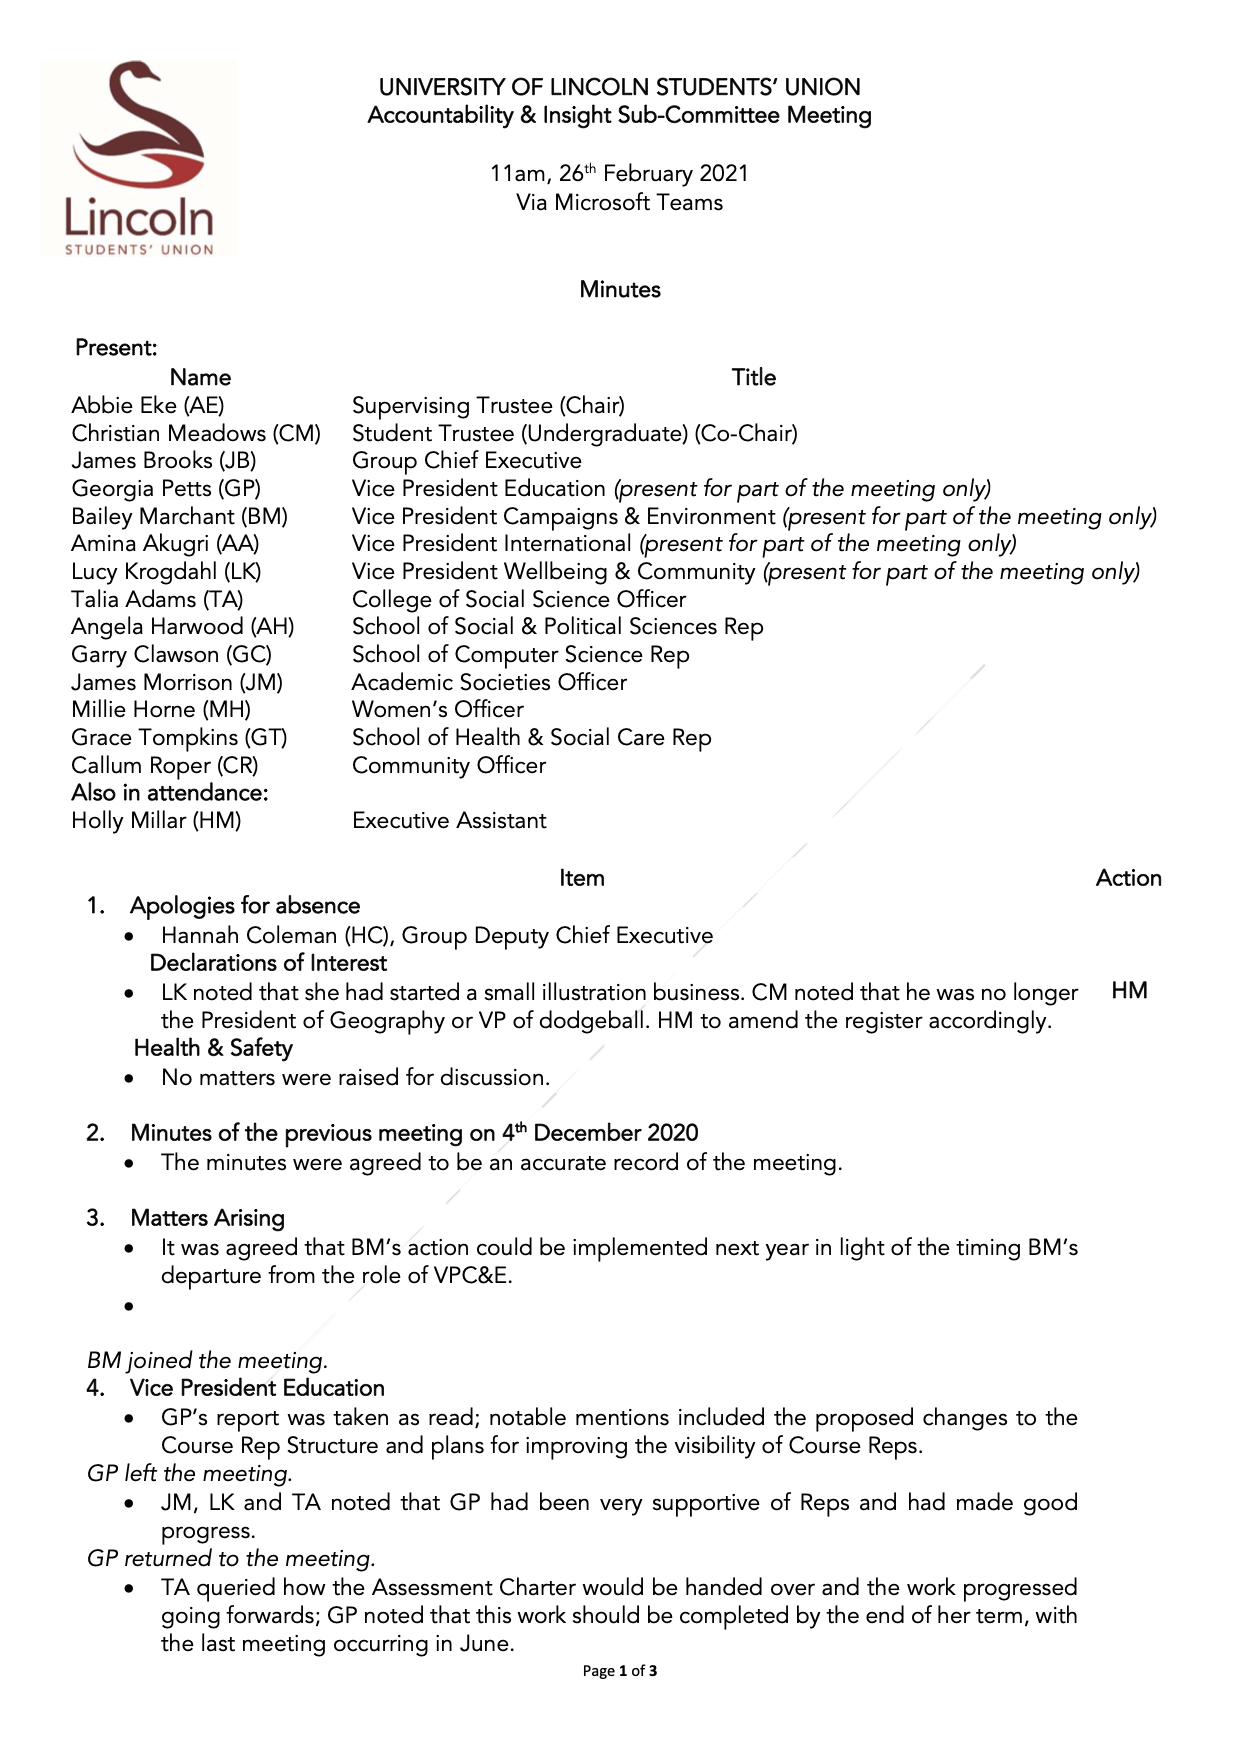 Lincoln
STUDENTS' UNION
UNIVERSITY OF LINCOLN STUDENTS' UNION
Accountability & Insight Sub-Committee Meeting
11am, 26th February 2021
Via Microsoft Teams
Minutes
Present:
Name Title
Abbie Eke (AE) Supervising Trustee (Chair)
Christian Meadows (CM) Student Trustee (Undergraduate) (Co-Chair)
James Brooks (JB) Group Chief Executive
Georgia Petts (GP) Vice President Education (present for part of the meeting only)
Bailey Marchant (BM) Vice President Campaigns & Environment (present for part of the meeting only)
Amina Akugri (AA) Vice President International (present for part of the meeting only)
Lucy Krogdahl (LK) Vice President Wellbeing & Community (present for part of the meeting only)
Talia Adams (TA) College of Social Science Officer
Angela Harwood (AH) School of Social & Political Sciences Rep
Garry Clawson (GC) School of Computer Science Rep
James Morrison (JM) Academic Societies Officer
Millie Horne (MH) Women's Officer
Grace Tompkins (GT) School of Health & Social Care Rep
Callum Roper (CR) Community Officer
Also in attendance:
Holly Millar (HM) Executive Assistant
Item Action
1. Apologies for absence
• Hannah Coleman (HC), Group Deputy Chief Executive
Declarations of Interest
• LK noted that she had started a small illustration business. CM noted that he was no longer HM
the President of Geography or VP of dodgeball. HM to amend the register accordingly.
Health & Safety
• No matters were raised for discussion.
2. Minutes of the previous meeting on 4th December 2020
• The minutes were agreed to be an accurate record of the meeting.
3. Matters Arising
• It was agreed that BM's action could be implemented next year in light of the timing BM's
departure from the role of VPC&E.
•
BM joined the meeting.
4. Vice President Education
• GP's report was taken as read; notable mentions included the proposed changes to the
Course Rep Structure and plans for improving the visibility of Course Reps.
GP left the meeting.
• JM, LK and TA noted that GP had been very supportive of Reps and had made good
progress.
GP returned to the meeting.
• TA queried how the Assessment Charter would be handed over and the work progressed
going forwards; GP noted that this work should be completed by the end of her term, with
the last meeting occurring in June.
Page 1 of 3